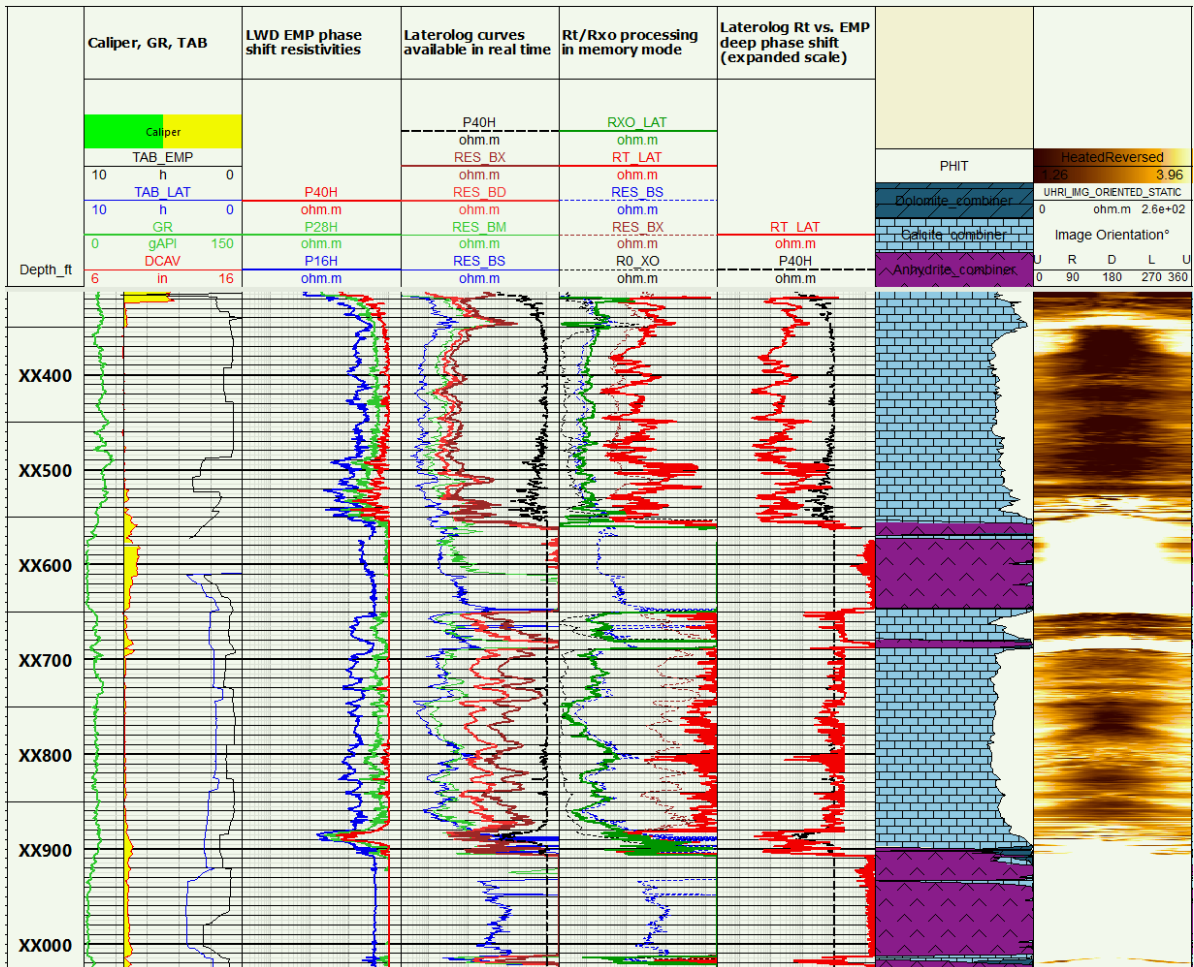 Caliper, GR, TAB
LWD EMP phase
shift resistivities
Laterolog curves
available in real time
Rt/Rxo processing
in memory mode
Laterolog Rt vs. EMP
deep phase shift
(expanded scale)
Depth_ft
Caliper
TAB_EMP
10 h 0
TAB_LAT
10 h 0
GR
0 gAPI 150
DCAV
6 in 16
P40H
ohm.m
P28H
ohm.m
P16H
ohm.m
P40H
ohm.m
RES_BX
ohm.m
RES_BD
ohm.m
RES_BM
ohm.m
RES_BS
ohm.m
RXO_LAT
ohm.m
RT_LAT
ohm.m
RES_BS
ohm.m
RES_BX
ohm.m
R0_XO
ohm.m
RT_LAT
ohm.m
P40H
ohm.m
PHIT
Dolomite_combiner
Calcite_combiner
Anhydrite_combiner
HeatedReversed
1.26 3.96
UHRI_IMG_ORIENTED_STATIC
0 ohm.m 2.6e+02
Image Orientation°
U R D L U
0 90 180 270 360
XX400
XX500
XX600
XX700
XX800
XX900
XX000